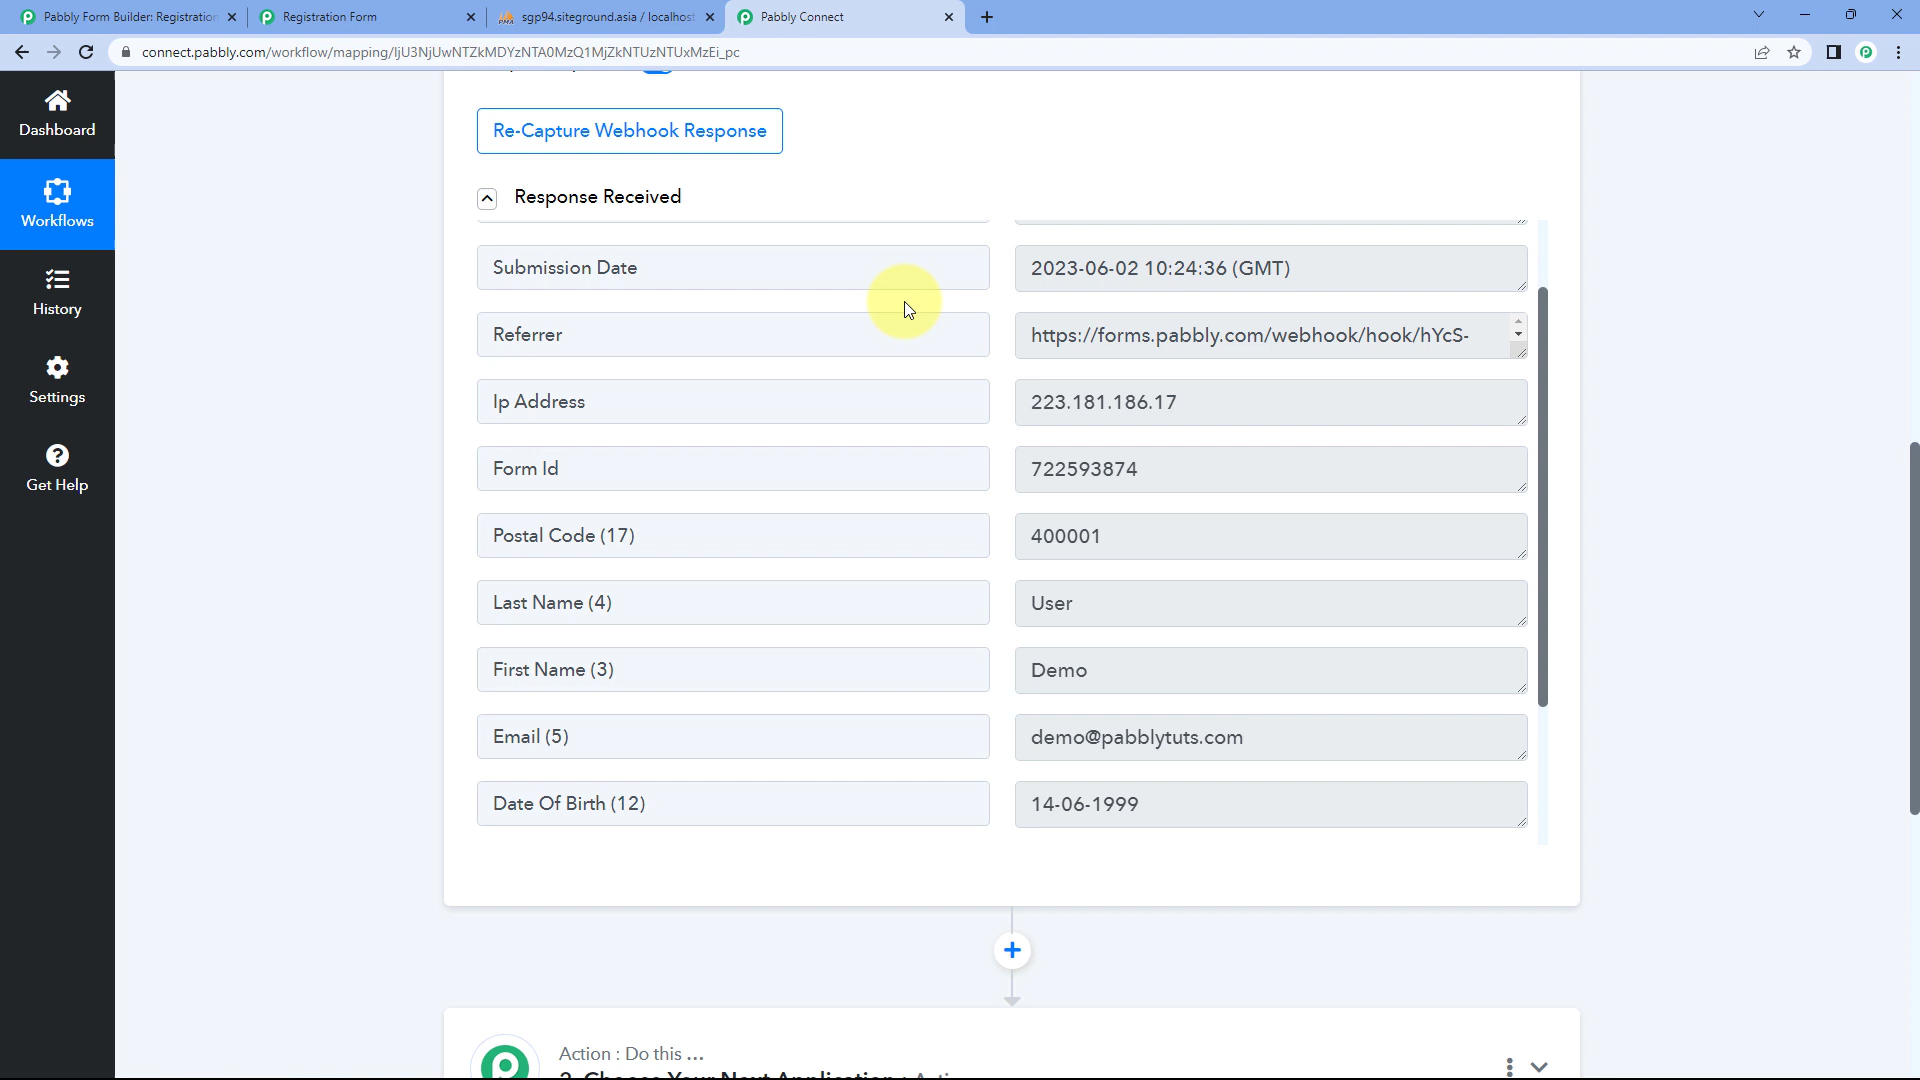 Pabbly Form Builder: Registration
Registration Form
sgp94.siteground.asia / localhost
Pabbly Connect
connect.pabbly.com/workflow/mapping/IjU3NjUwNTZkMDYzNTA0MzQ1MjZkNTUzNTUxMzEi_pc
Dashboard
Workflows
History
Settings
Get Help
Re-Capture Webhook Response
Response Received
Submission Date
2023-06-02 10:24:36 (GMT)
Referrer
https://forms.pabbly.com/webhook/hook/hYcS-
Ip Address
223.181.186.17
Form Id
722593874
Postal Code (17)
400001
Last Name (4)
User
First Name (3)
Demo
Email (5)
demo@pabblytuts.com
Date Of Birth (12)
14-06-1999
Action : Do this ...
2. Choose Your Next Application :